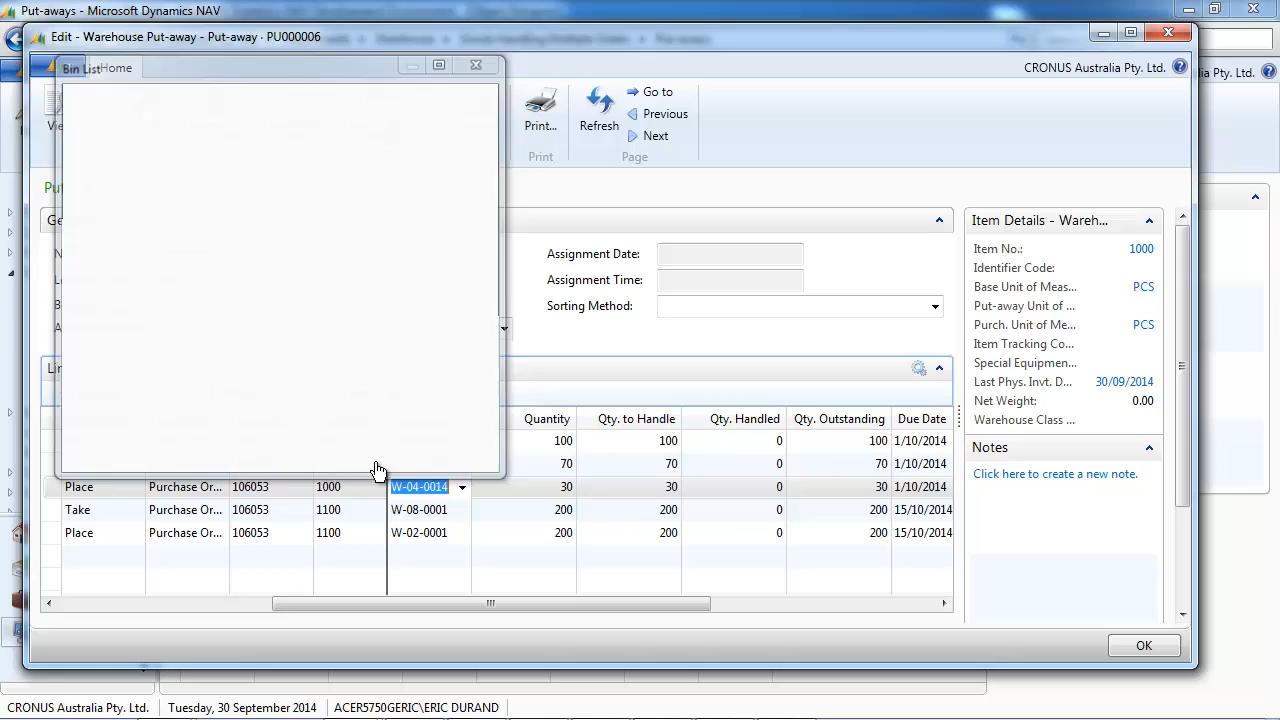 Put-aways - Microsoft Dynamics NAV
Edit - Warehouse Put-away - Put-away · PU000006
Bin List
Home
CRONUS Australia Pty. Ltd.
ia Pty. Ltd.
Vie
Print...
Refresh
Go to
Previous
Next
Print
Page
Put
Ge
Item Details - Wareh...
Assignment Date:
Assignment Time:
Sorting Method:
Item No.: 1000
Identifier Code:
Base Unit of Meas... PCS
Put-away Unit of ...
Purch. Unit of Me... PCS
Item Tracking Co...
Special Equipmen...
Last Phys. Invt. D... 30/09/2014
Net Weight: 0.00
Warehouse Class ...
Notes
Click here to create a new note.
Lin
Quantity Qty. to Handle Qty. Handled Qty. Outstanding Due Date
100 100 0 100 1/10/2014
70 70 0 70 1/10/2014
Place Purchase Or... 106053 1000 W-04-0014 30 30 0 30 1/10/2014
Take Purchase Or... 106053 1100 W-08-0001 200 200 0 200 15/10/2014
Place Purchase Or... 106053 1100 W-02-0001 200 200 0 200 15/10/2014
OK
CRONUS Australia Pty. Ltd. Tuesday, 30 September 2014 ACER5750GERIC\ERIC DURAND